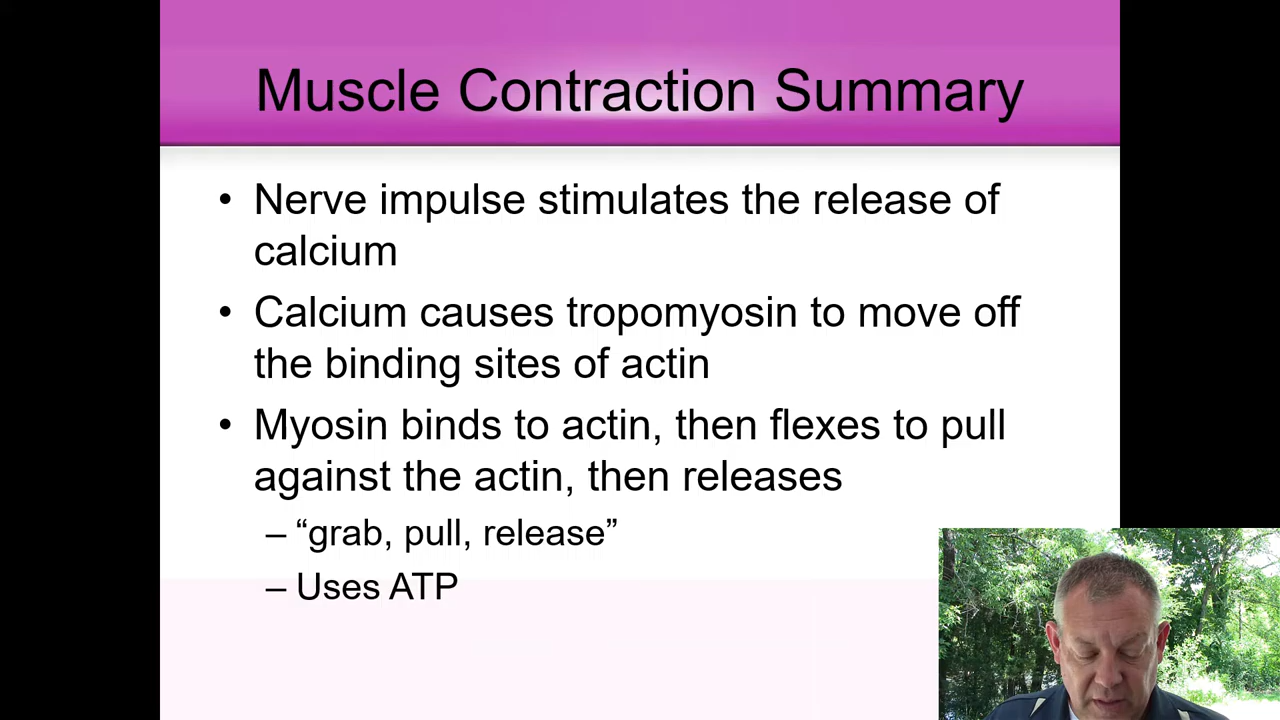 Muscle Contraction Summary
• Nerve impulse stimulates the release of
calcium
• Calcium causes tropomyosin to move off
the binding sites of actin
• Myosin binds to actin, then flexes to pull
against the actin, then releases
– “grab, pull, release”
– Uses ATP